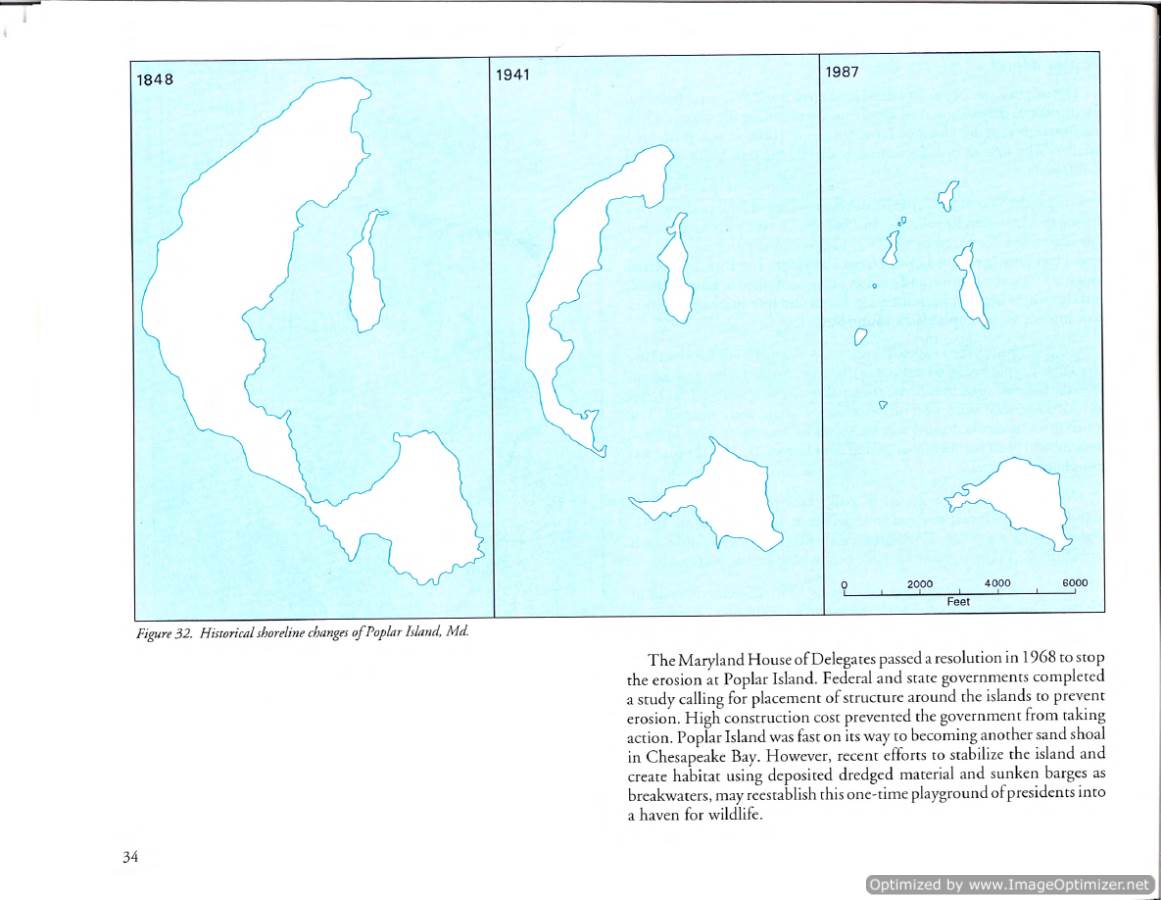 1848
1941
1987
0 2000 4000 6000
Feet
Figure 32. Historical shoreline changes of Poplar Island, Md.
The Maryland House of Delegates passed a resolution in 1968 to stop
the erosion at Poplar Island. Federal and state governments completed
a study calling for placement of structure around the islands to prevent
erosion. High construction cost prevented the government from taking
action. Poplar Island was fast on its way to becoming another sand shoal
in Chesapeake Bay. However, recent efforts to stabilize the island and
create habitat using deposited dredged material and sunken barges as
breakwaters, may reestablish this one-time playground of presidents into
a haven for wildlife.
34
Optimized by www.ImageOptimizer.net